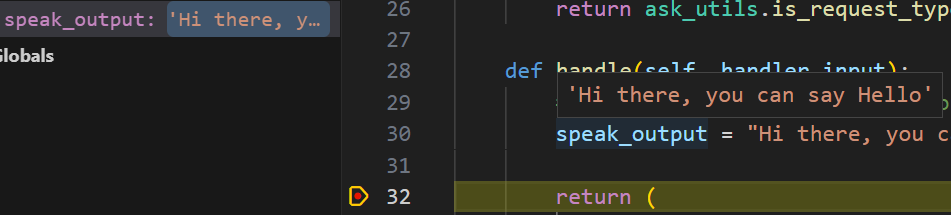 speak_output: 'Hi there, y...
Globals
26 return ask_utils.is_request_typ
27
28 def handle(self, handler_input):
29
'Hi there, you can say Hello'
30 speak_output = "Hi there, you c
31
32 return (